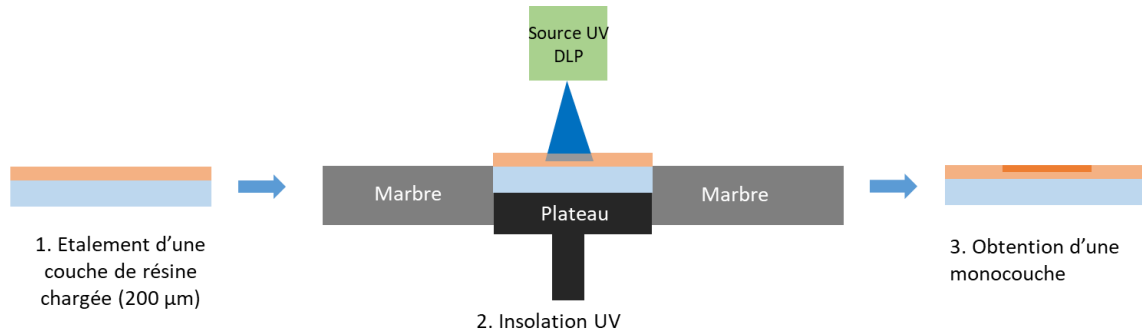 Source UV
DLP
Marbre
Marbre
Plateau
1. Etalement d'une
couche de résine
chargée (200 µm)
2. Insolation UV
3. Obtention d'une
monocouche